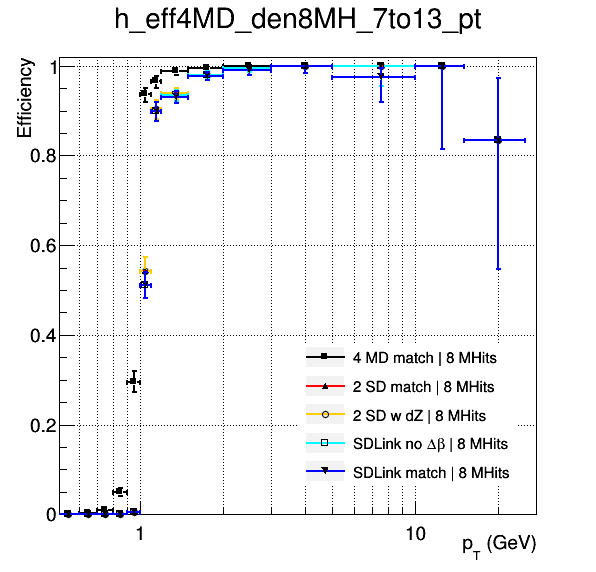 h_eff4MD_den8MH_7to13_pt
Efficiency
1
0.8
0.6
0.4
0.2
0
4 MD match | 8 MHits
2 SD match | 8 MHits
2 SD w dZ | 8 MHits
SDLink no Δβ | 8 MHits
SDLink match | 8 MHits
1
10
p_T (GeV)